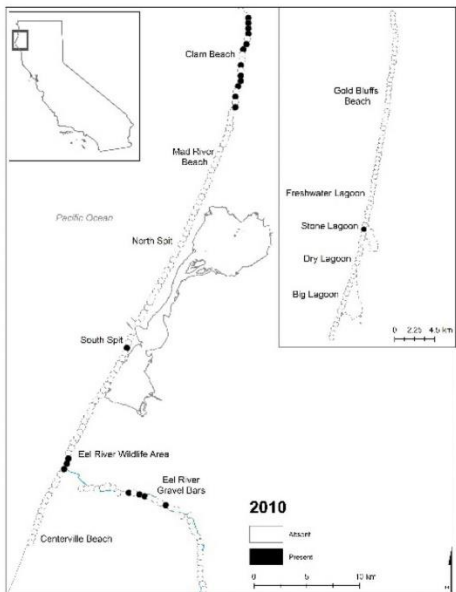 Clam Beach
Mad River
Beach
Pacific Ocean
North Spit
South Spit
Eel River Wildlife Area
Eel River
Gravel Bars
Centerville Beach
Gold Bluffs
Beach
Freshwater Lagoon
Stone Lagoon
Dry Lagoon
Big Lagoon
0 2.25 4.5 km
2010
Absent
Present
0 5 10 km